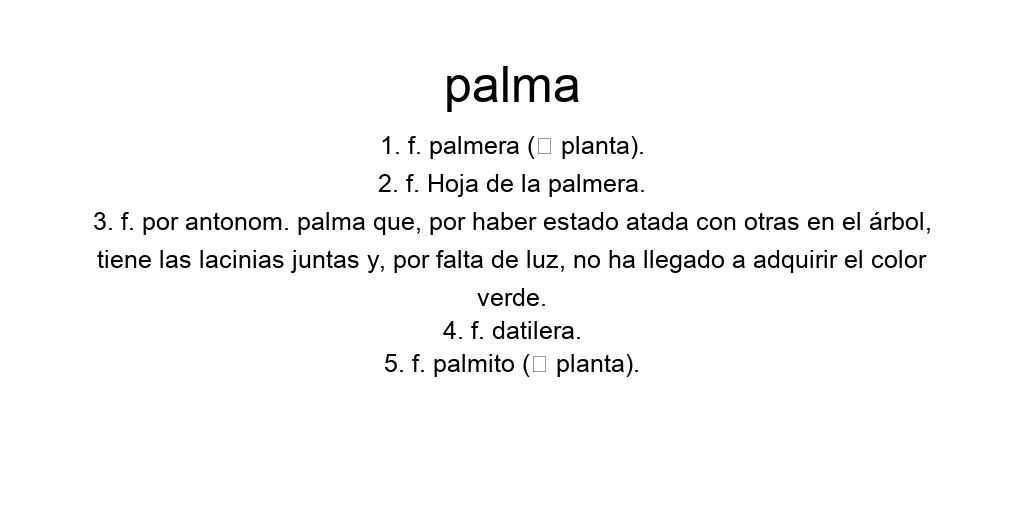 palma
1. f. palmera (□ planta).
2. f. Hoja de la palmera.
3. f. por antonom. palma que, por haber estado atada con otras en el árbol,
tiene las lacinias juntas y, por falta de luz, no ha llegado a adquirir el color
verde.
4. f. datilera.
5. f. palmito (□ planta).